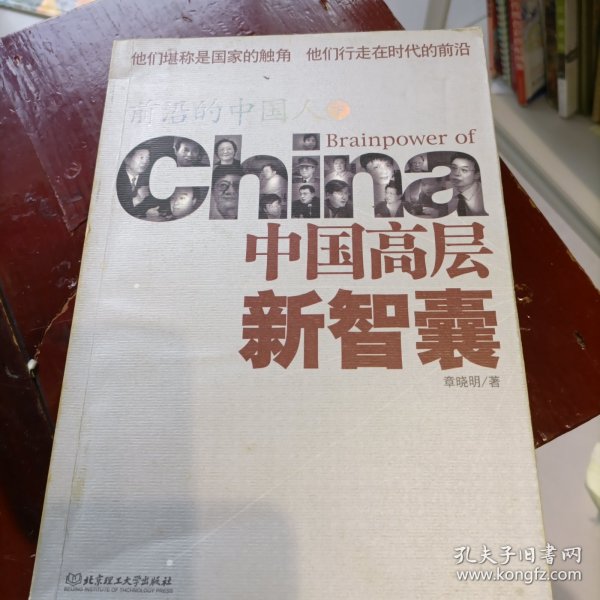 他们堪称是国家的触角 他们行走在时代的前沿
前沿的中国人
Brainpower of
China
中国高层
新智囊
章晓明/著
北京理工大学出版社
BEIJING INSTITUTE OF TECHNOLOGY PRESS
孔夫子旧书网
www.kongfz.com